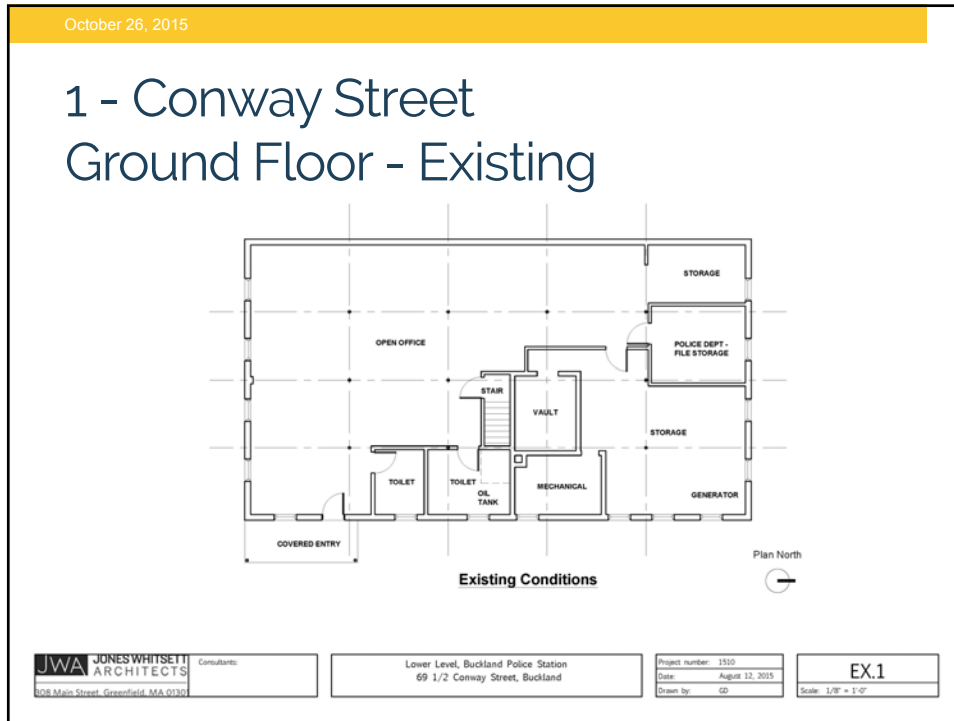 October 26, 2015
1 - Conway Street
Ground Floor - Existing
STORAGE
POLICE DEPT -
FILE STORAGE
OPEN OFFICE
STAIR
VAULT
STORAGE
TOILET
TOILET
OIL
TANK
MECHANICAL
GENERATOR
COVERED ENTRY
Plan North
Existing Conditions
JWA JONES WHITSETT
ARCHITECTS
308 Main Street, Greenfield, MA 01301
Consultants:
Lower Level, Buckland Police Station
69 1/2 Conway Street, Buckland
Project number: 1510
Date: August 12, 2015
Drawn by: GD
EX.1
Scale: 1/8" = 1'-0"